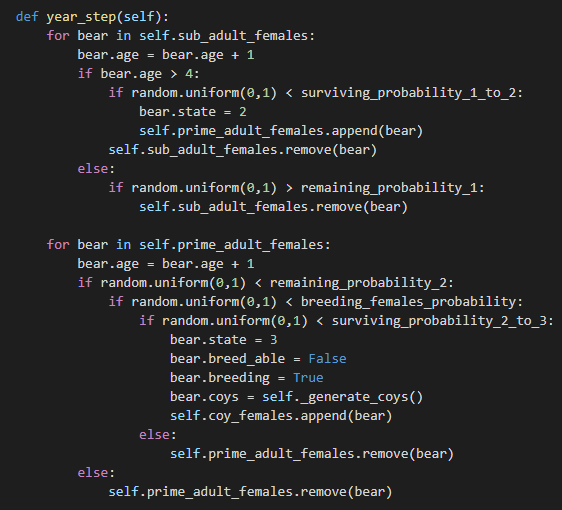 def year_step(self):
    for bear in self.sub_adult_females:
        bear.age = bear.age + 1
        if bear.age > 4:
            if random.uniform(0,1) < surviving_probability_1_to_2:
                bear.state = 2
                self.prime_adult_females.append(bear)
            self.sub_adult_females.remove(bear)
        else:
            if random.uniform(0,1) > remaining_probability_1:
                self.sub_adult_females.remove(bear)

    for bear in self.prime_adult_females:
        bear.age = bear.age + 1
        if random.uniform(0,1) < remaining_probability_2:
            if random.uniform(0,1) < breeding_females_probability:
                if random.uniform(0,1) < surviving_probability_2_to_3:
                    bear.state = 3
                    bear.breed_able = False
                    bear.breeding = True
                    bear.coys = self._generate_coys()
                    self.coy_females.append(bear)
                else:
                    self.prime_adult_females.remove(bear)
        else:
            self.prime_adult_females.remove(bear)